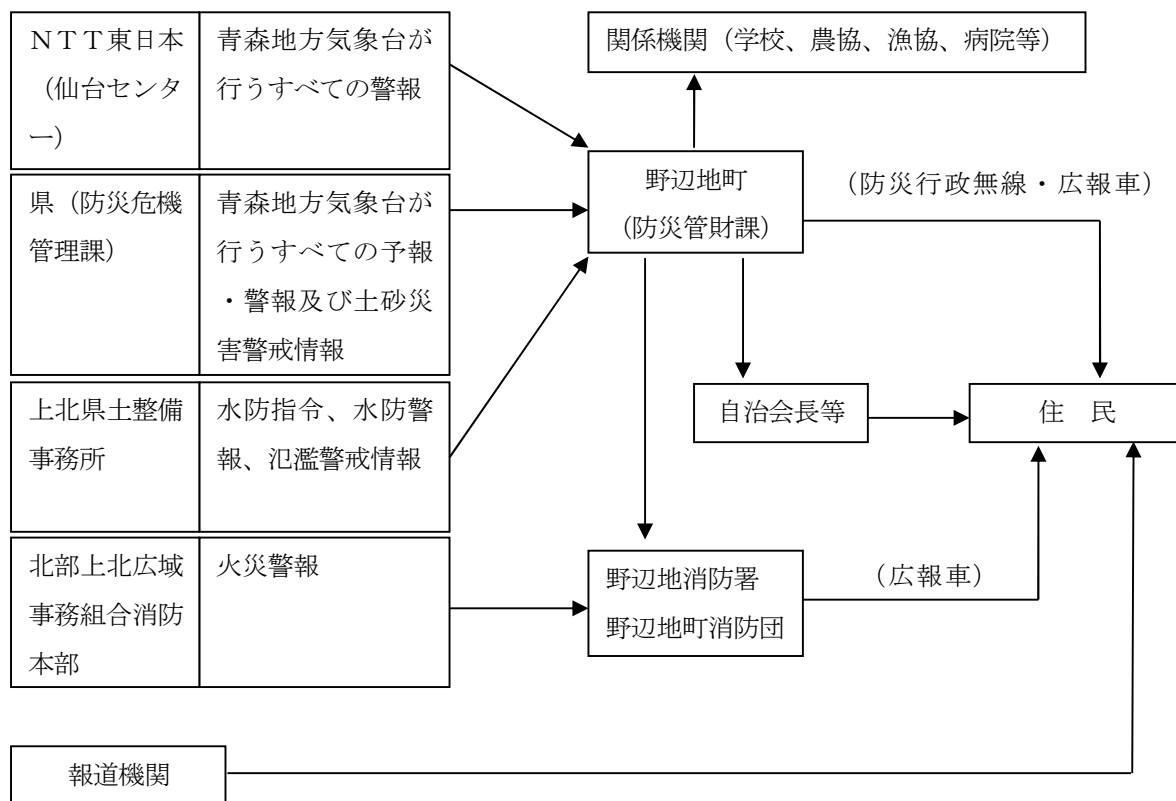 ＮＴＴ東日本
（仙台センタ
ー）
青森地方気象台が
行うすべての警報
関係機関（学校、農協、漁協、病院等）
県（防災危機
管理課）
青森地方気象台が
行うすべての予報
・警報及び土砂災
害警戒情報
野辺地町
（防災管財課）
（防災行政無線・広報車）
上北県土整備
事務所
水防指令、水防警
報、氾濫警戒情報
自治会長等
住　民
北部上北広域
事務組合消防
本部
火災警報
野辺地消防署
野辺地町消防団
（広報車）
報道機関